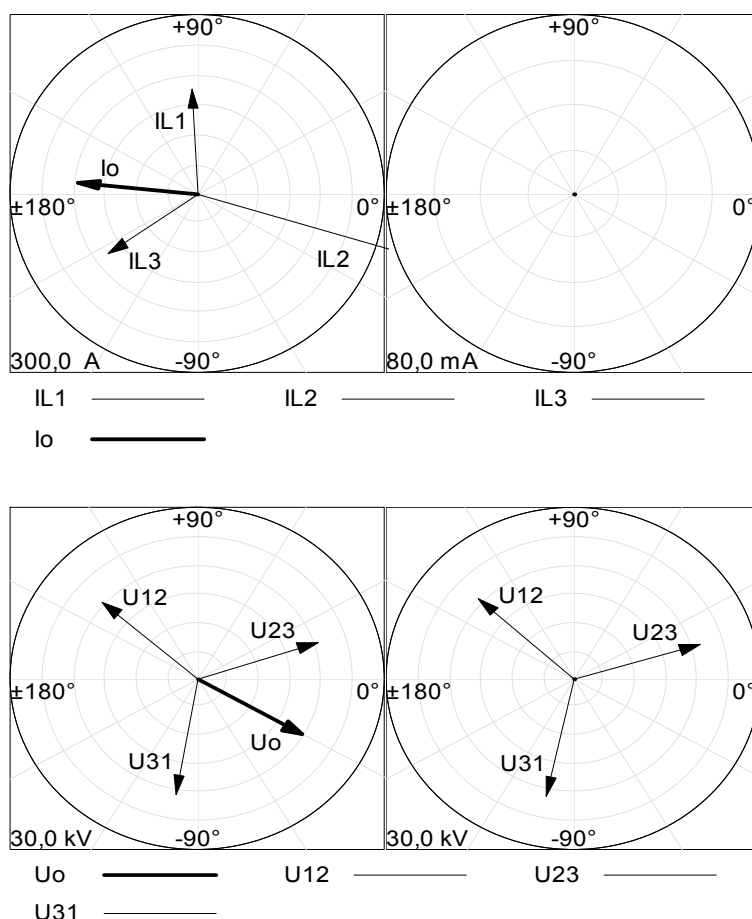 +90°
IL1
Io
±180°
0°
IL3
IL2
-90°
300,0 A
+90°
±180°
0°
-90°
80,0 mA
IL1
IL2
IL3
Io
+90°
U12
U23
±180°
0°
Uo
U31
-90°
30,0 kV
+90°
U12
U23
±180°
0°
U31
-90°
30,0 kV
Uo
U12
U23
U31